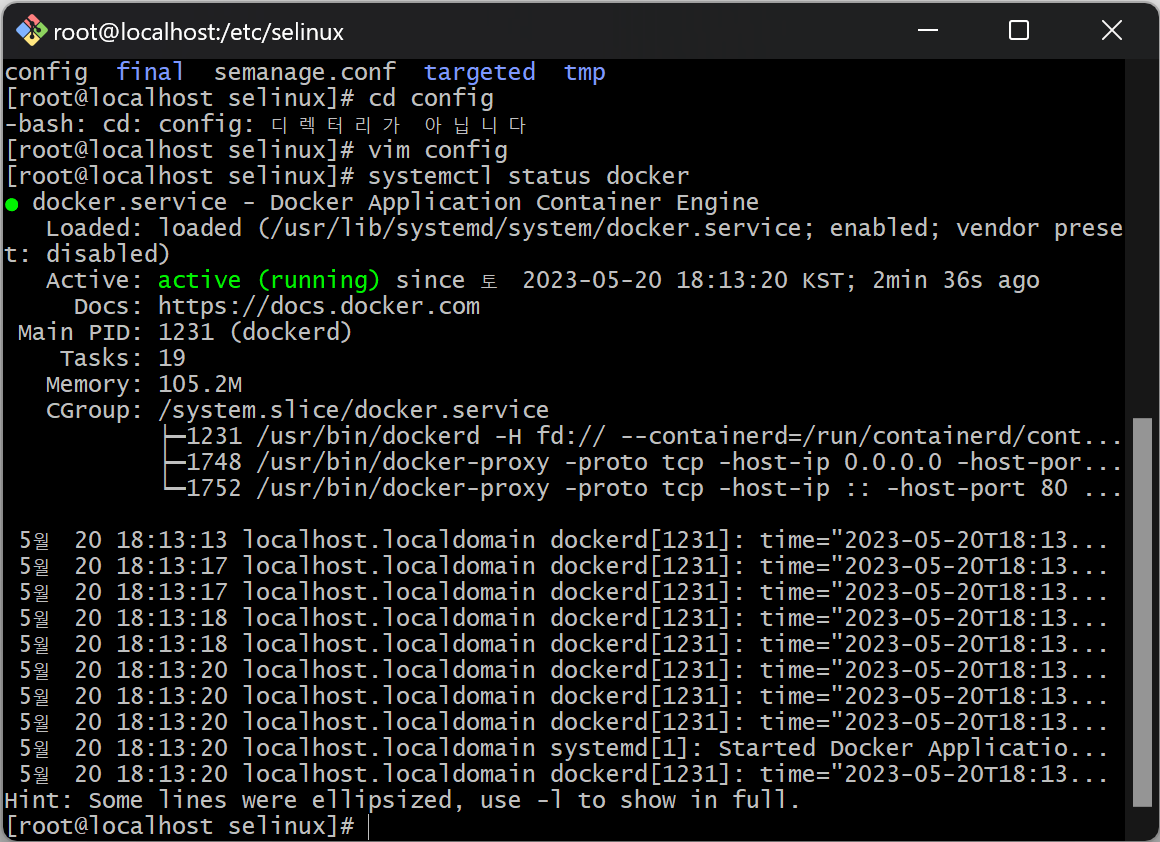 root@localhost:/etc/selinux
config  final  semanage.conf  targeted  tmp
[root@localhost selinux]# cd config
-bash: cd: config: 디렉터리가 아닙니다
[root@localhost selinux]# vim config
[root@localhost selinux]# systemctl status docker
● docker.service - Docker Application Container Engine
   Loaded: loaded (/usr/lib/systemd/system/docker.service; enabled; vendor prese
t: disabled)
   Active: active (running) since 토 2023-05-20 18:13:20 KST; 2min 36s ago
     Docs: https://docs.docker.com
 Main PID: 1231 (dockerd)
    Tasks: 19
   Memory: 105.2M
   CGroup: /system.slice/docker.service
           ├─1231 /usr/bin/dockerd -H fd:// --containerd=/run/containerd/cont...
           ├─1748 /usr/bin/docker-proxy -proto tcp -host-ip 0.0.0.0 -host-por...
           └─1752 /usr/bin/docker-proxy -proto tcp -host-ip :: -host-port 80 ...
 5월 20 18:13:13 localhost.localdomain dockerd[1231]: time="2023-05-20T18:13...
 5월 20 18:13:17 localhost.localdomain dockerd[1231]: time="2023-05-20T18:13...
 5월 20 18:13:17 localhost.localdomain dockerd[1231]: time="2023-05-20T18:13...
 5월 20 18:13:18 localhost.localdomain dockerd[1231]: time="2023-05-20T18:13...
 5월 20 18:13:18 localhost.localdomain dockerd[1231]: time="2023-05-20T18:13...
 5월 20 18:13:20 localhost.localdomain dockerd[1231]: time="2023-05-20T18:13...
 5월 20 18:13:20 localhost.localdomain dockerd[1231]: time="2023-05-20T18:13...
 5월 20 18:13:20 localhost.localdomain dockerd[1231]: time="2023-05-20T18:13...
 5월 20 18:13:20 localhost.localdomain systemd[1]: Started Docker Applicatio...
 5월 20 18:13:20 localhost.localdomain dockerd[1231]: time="2023-05-20T18:13...
Hint: Some lines were ellipsized, use -l to show in full.
[root@localhost selinux]#